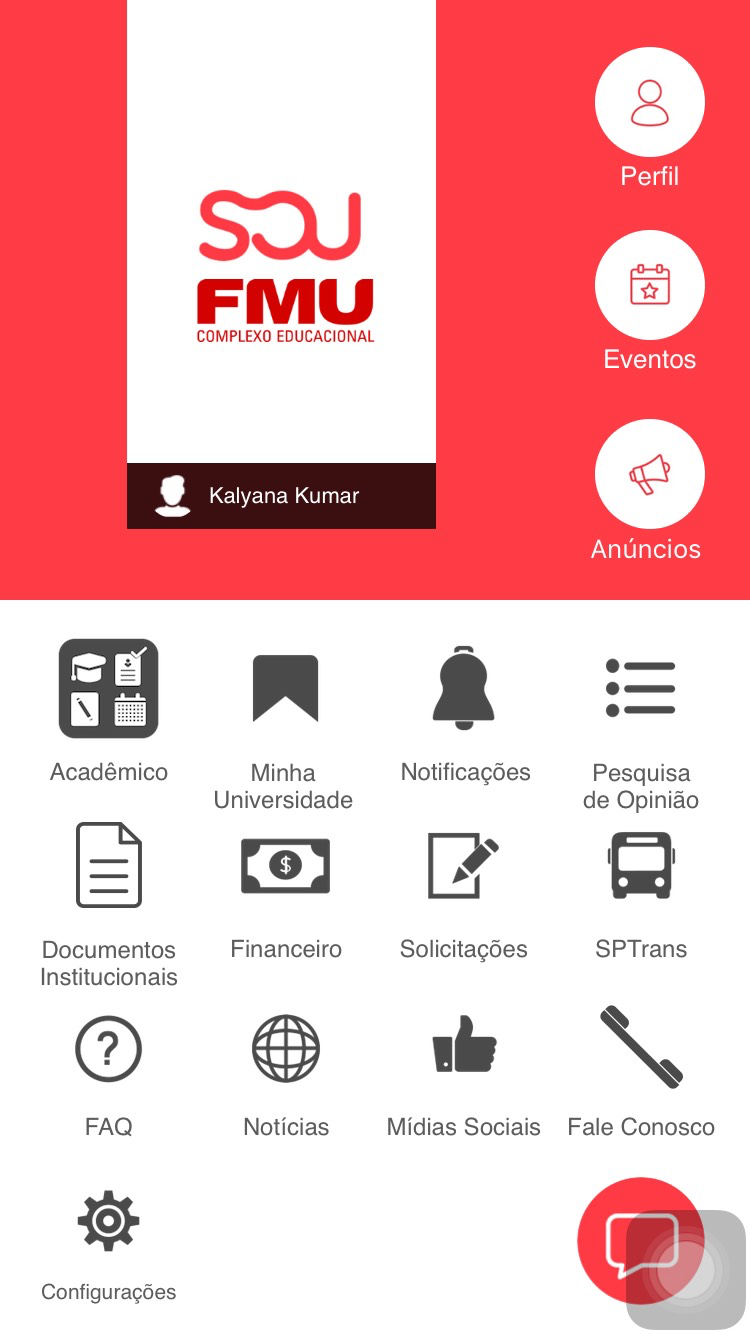 SOU
FMU
COMPLEXO EDUCACIONAL
Kalyana Kumar
Perfil
Eventos
Anúncios
Acadêmico
Minha
Universidade
Notificações
Pesquisa
de Opinião
Documentos
Institucionais
Financeiro
Solicitações
SPTrans
FAQ
Notícias
Mídias Sociais
Fale Conosco
Configurações